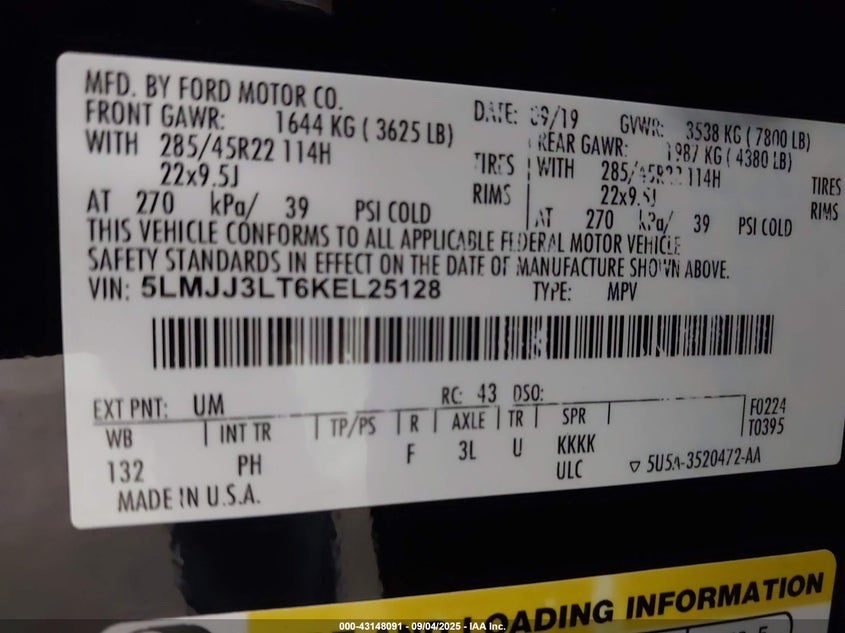 MFD. BY FORD MOTOR CO.
DATE: 09/19 GVWR: 3538 KG ( 7800 LB)
FRONT GAWR: 1644 KG ( 3625 LB) REAR GAWR: 1987 KG ( 4380 LB)
WITH 285/45R22 114H TIRES WITH 285/45R22 114H TIRES
22x9.5J RIMS 22x9.5J RIMS
AT 270 kPa/ 39 PSI COLD AT 270 kPa/ 39 PSI COLD
THIS VEHICLE CONFORMS TO ALL APPLICABLE FEDERAL MOTOR VEHICLE
SAFETY STANDARDS IN EFFECT ON THE DATE OF MANUFACTURE SHOWN ABOVE.
VIN: 5LMJJ3LT6KEL25128 TYPE: MPV
EXT PNT: UM RC: 43 DSO:
WB INT TR TP/PS R AXLE TR SPR F0224
T0395
132 PH F 3L U KKKK
ULC 5U5A-3520472-AA
MADE IN U.S.A.
LOADING INFORMATION
000-43148091 - 09/04/2025 - IAA Inc.